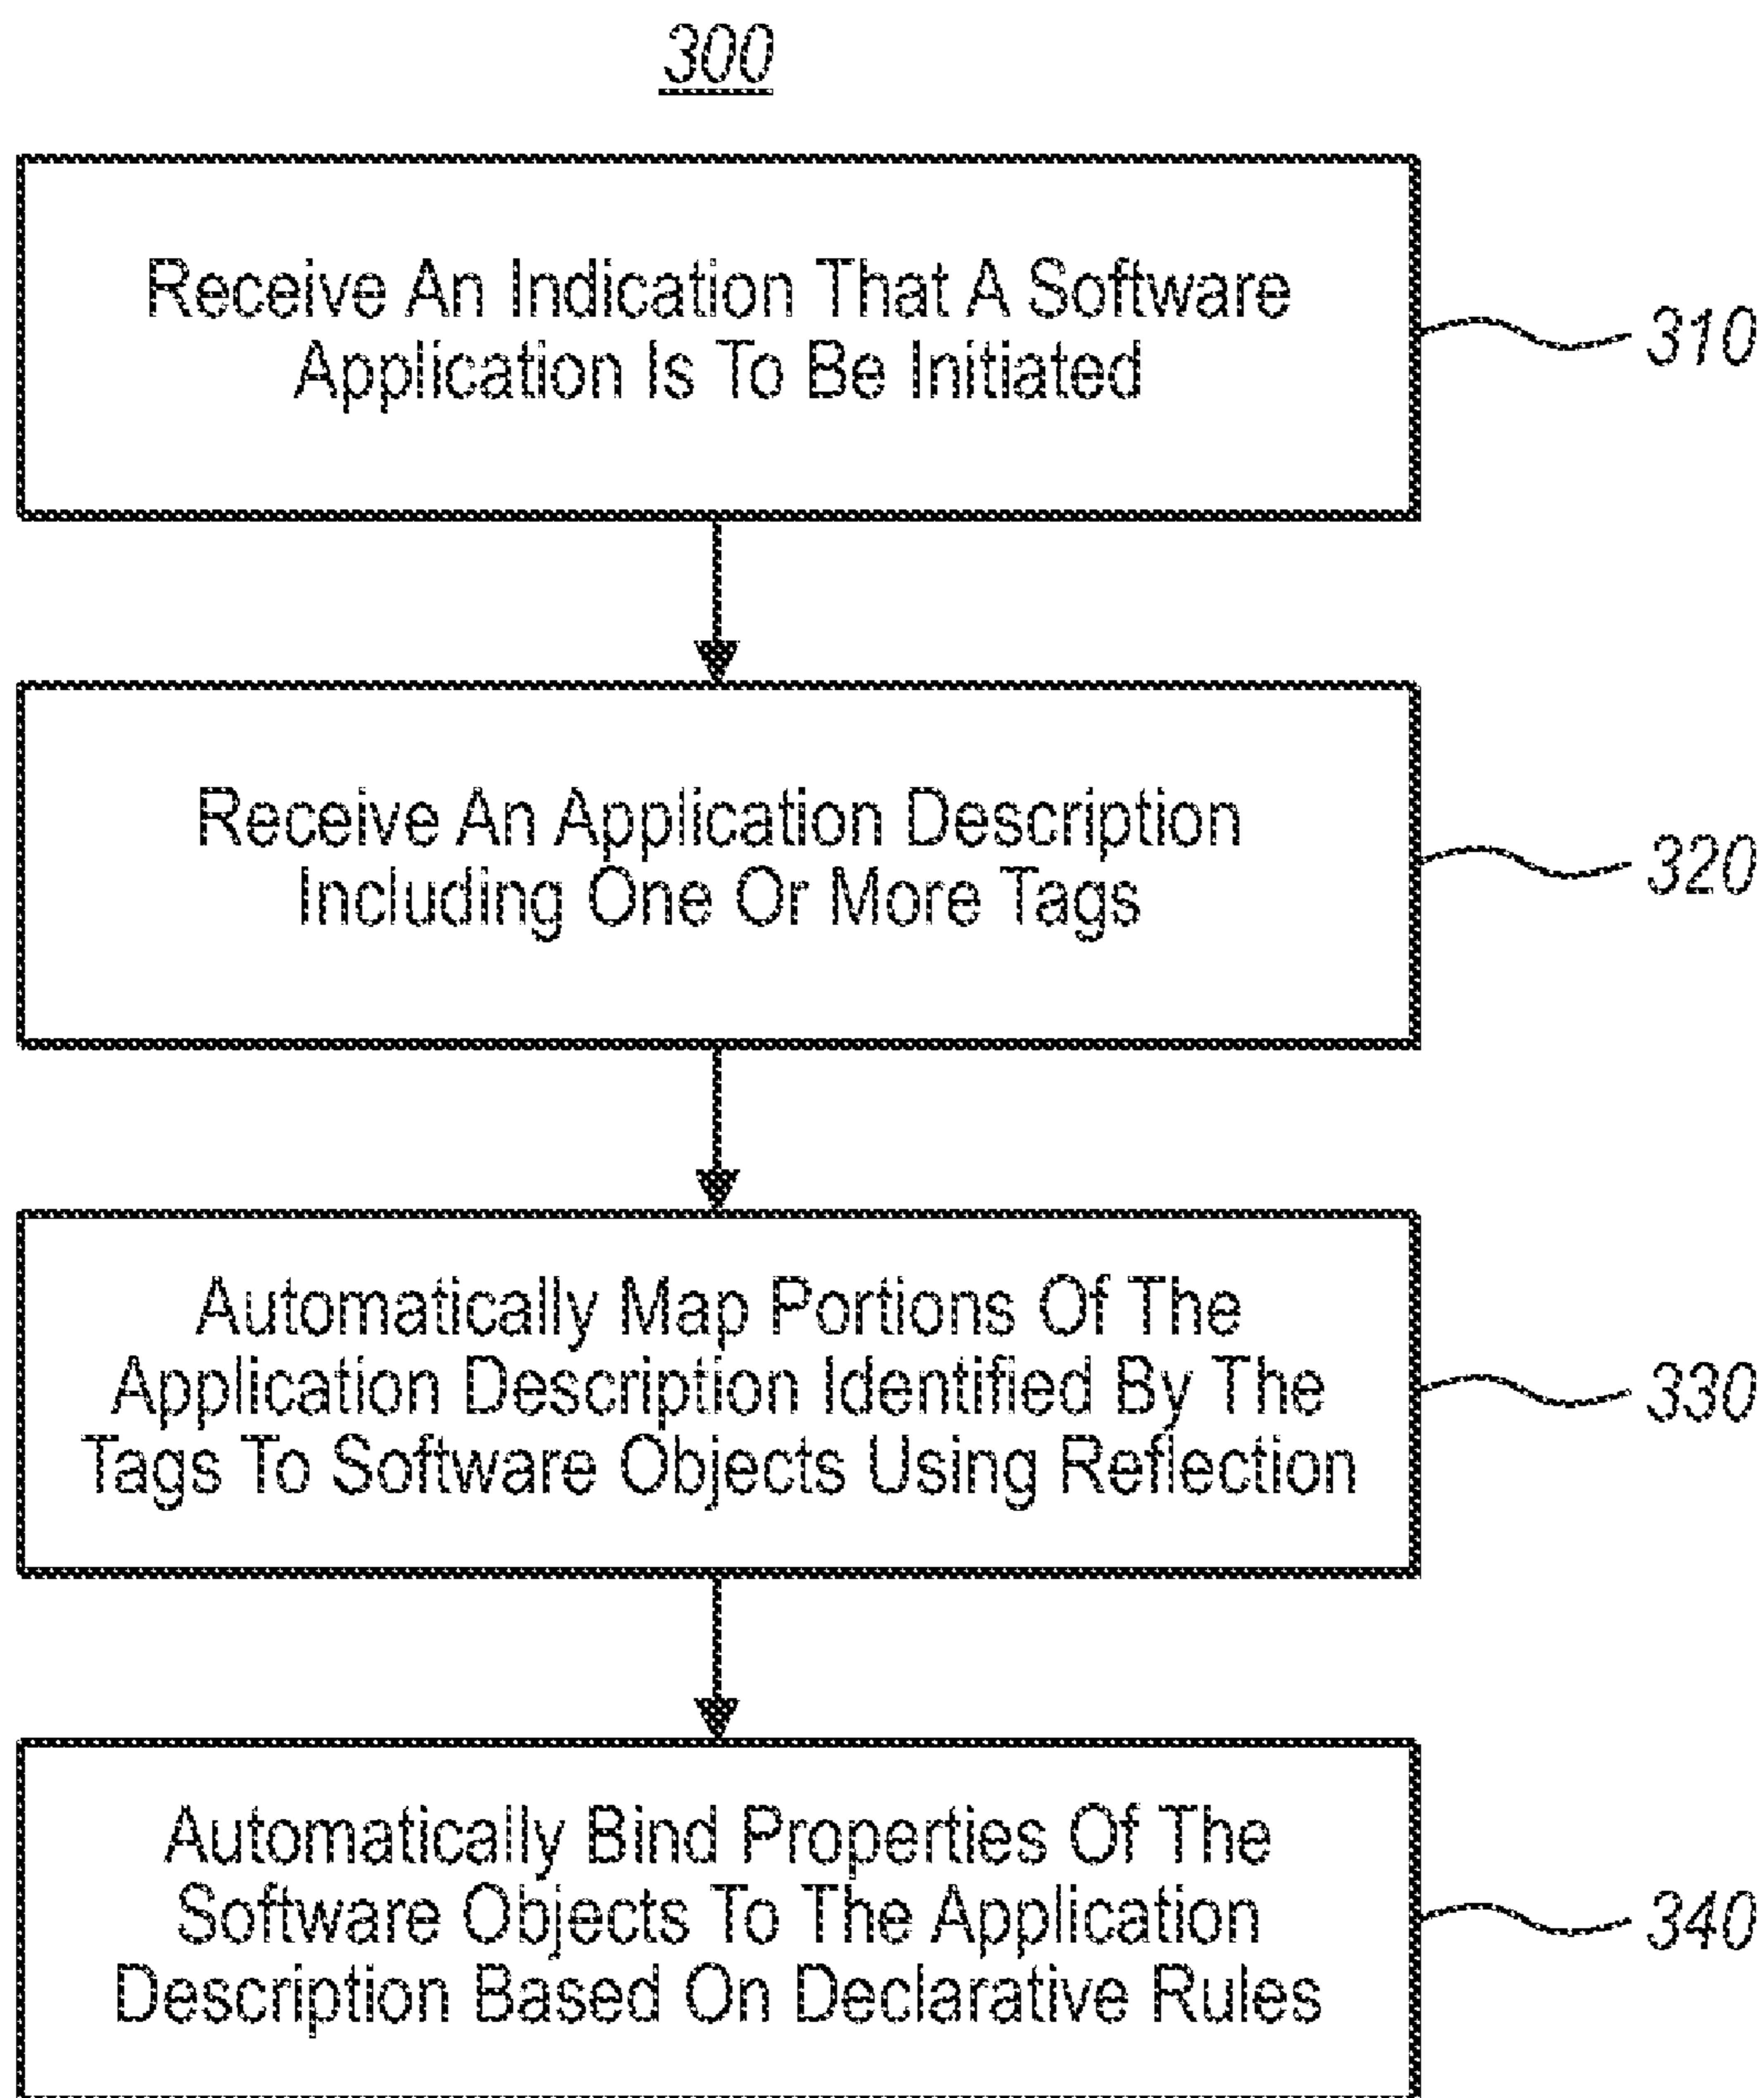 300
Receive An Indication That A Software
Application Is To Be Initiated
310
Receive An Application Description
Including One Or More Tags
320
Automatically Map Portions Of The
Application Description Identified By The
Tags To Software Objects Using Reflection
330
Automatically Bind Properties Of The
Software Objects To The Application
Description Based On Declarative Rules
340